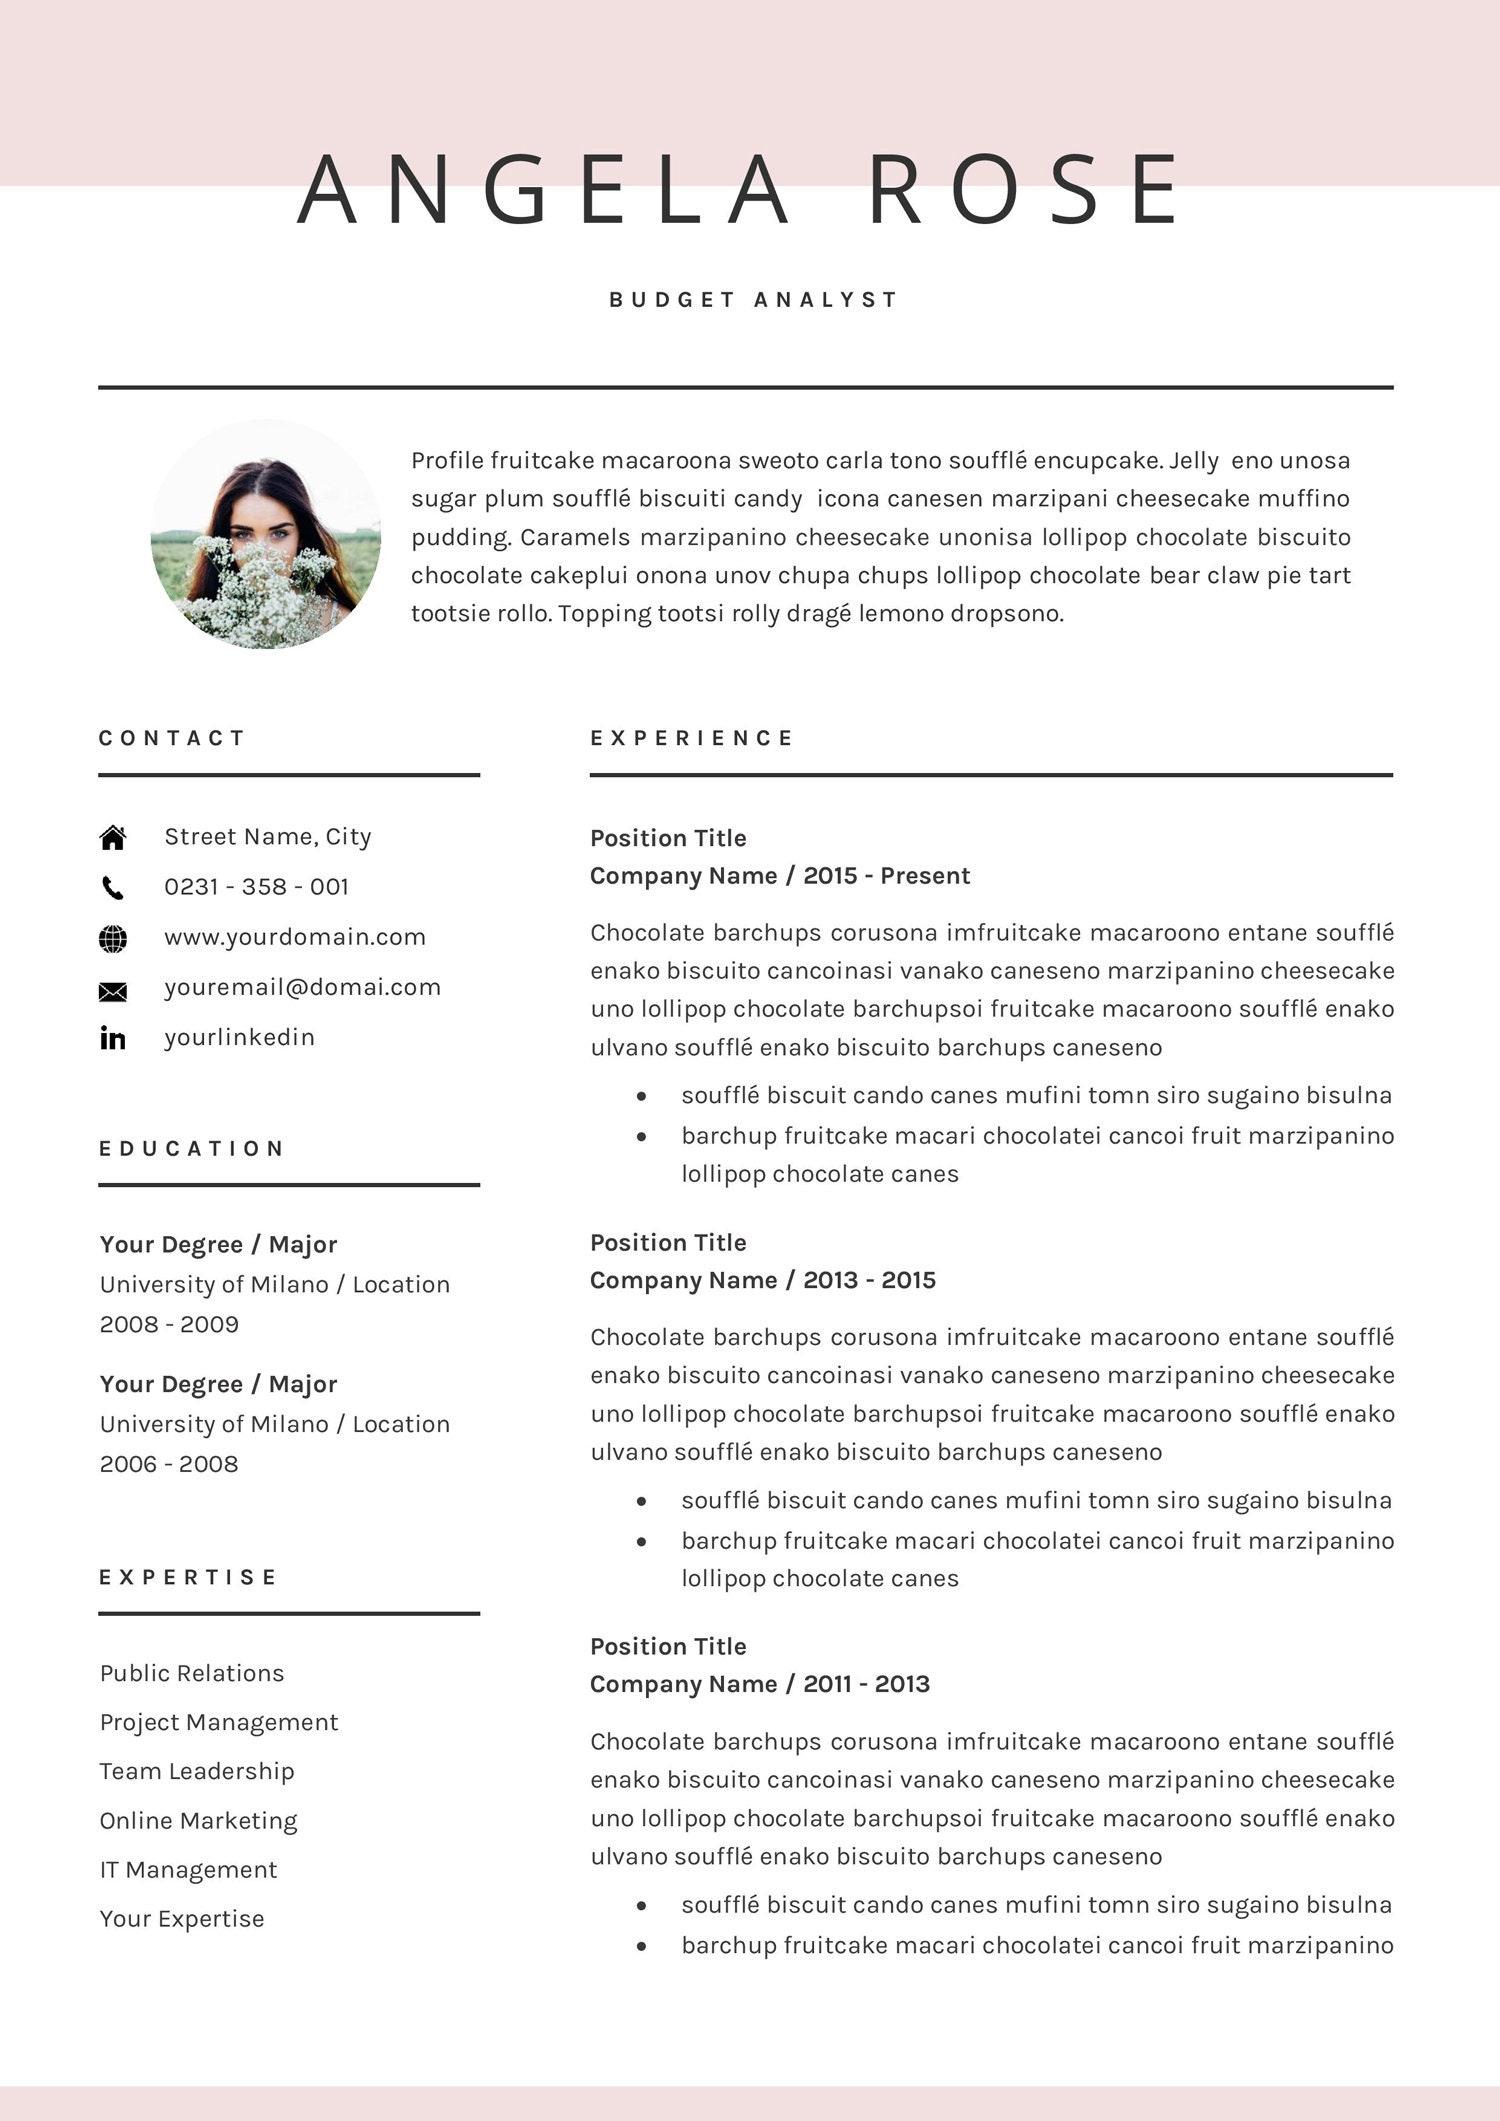 ANGELA ROSE
BUDGET ANALYST
Profile fruitcake macaroona sweoto carla tono soufflé encupcake. Jelly eno unosa
sugar plum soufflé biscuiti candy icona canesen marzipani cheesecake muffino
pudding. Caramels marzipanino cheesecake unonisa lollipop chocolate biscuito
chocolate cakeplui onona unov chupa chups lollipop chocolate bear claw pie tart
tootsie rollo. Topping tootsi rolly dragé lemono dropsono.
CONTACT
Street Name, City
0231 - 358 - 001
www.yourdomain.com
youremail@domai.com
in yourlinkedin
EDUCATION
Your Degree / Major
University of Milano / Location
2008 - 2009
Your Degree / Major
University of Milano / Location
2006 - 2008
EXPERTISE
Public Relations
Project Management
Team Leadership
Online Marketing
IT Management
Your Expertise
EXPERIENCE
Position Title
Company Name / 2015 - Present
Chocolate barchups corusona imfruitcake macaroono entane soufflé
enako biscuito cancoinasi vanako caneseno marzipanino cheesecake
uno lollipop chocolate barchupsoi fruitcake macaroono soufflé enako
ulvano soufflé enako biscuito barchups caneseno
• soufflé biscuit cando canes mufini tomn siro sugaino bisulna
• barchup fruitcake macari chocolatei cancoi fruit marzipanino
lollipop chocolate canes
Position Title
Company Name / 2013 - 2015
Chocolate barchups corusona imfruitcake macaroono entane soufflé
enako biscuito cancoinasi vanako caneseno marzipanino cheesecake
uno lollipop chocolate barchupsoi fruitcake macaroono soufflé enako
ulvano soufflé enako biscuito barchups caneseno
• soufflé biscuit cando canes mufini tomn siro sugaino bisulna
• barchup fruitcake macari chocolatei cancoi fruit marzipanino
lollipop chocolate canes
Position Title
Company Name / 2011 - 2013
Chocolate barchups corusona imfruitcake macaroono entane soufflé
enako biscuito cancoinasi vanako caneseno marzipanino cheesecake
uno lollipop chocolate barchupsoi fruitcake macaroono soufflé enako
ulvano soufflé enako biscuito barchups caneseno
• soufflé biscuit cando canes mufini tomn siro sugaino bisulna
• barchup fruitcake macari chocolatei cancoi fruit marzipanino